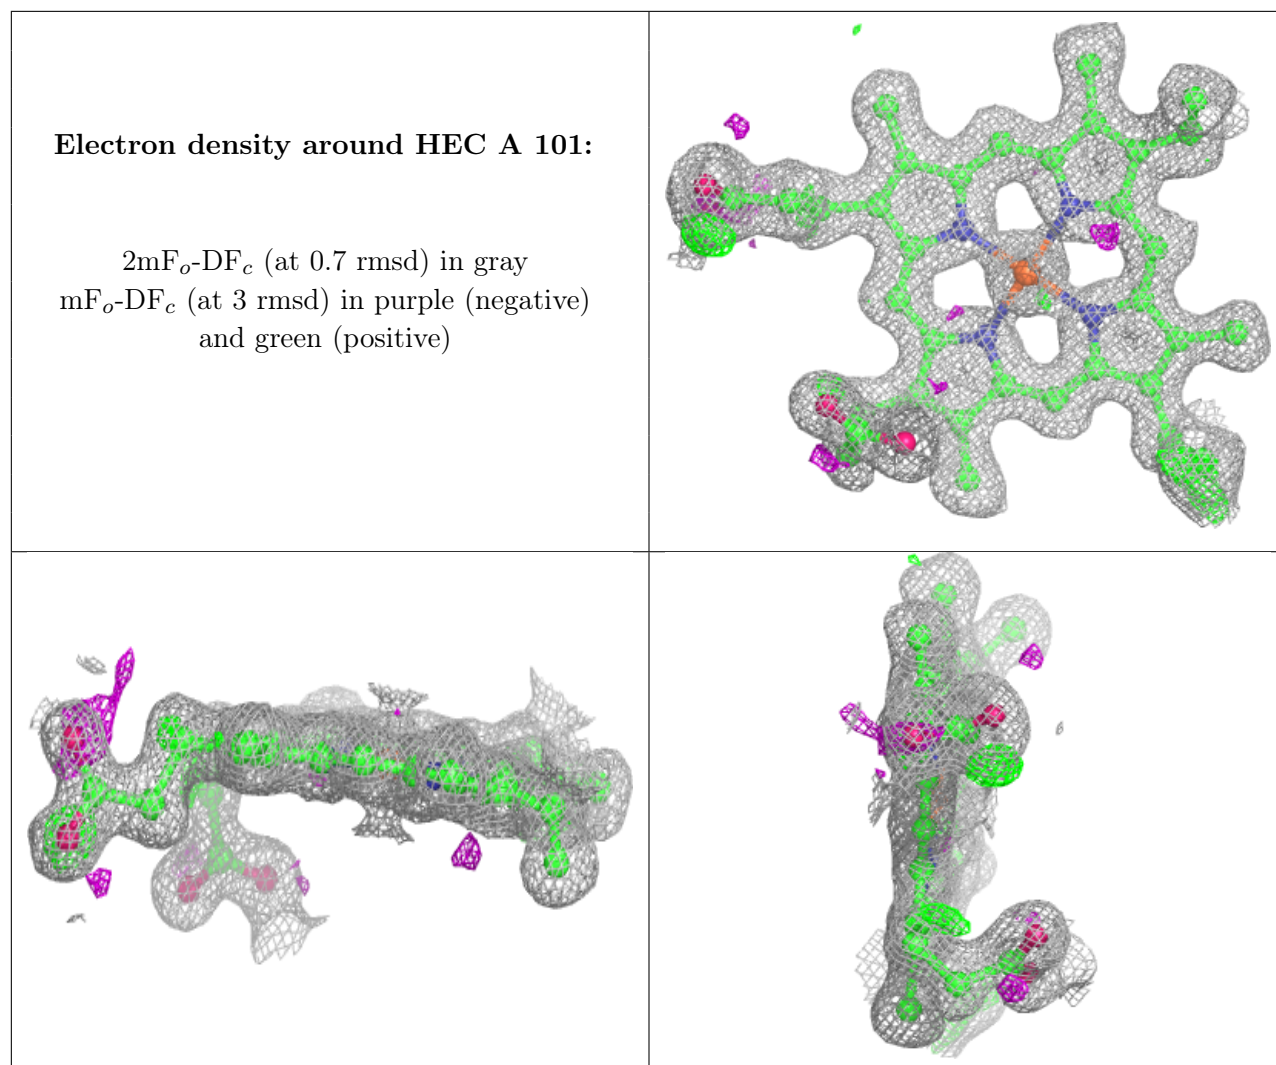 Electron density around HEC A 101:
2mFo-DFc (at 0.7 rmsd) in gray
mFo-DFc (at 3 rmsd) in purple (negative)
and green (positive)